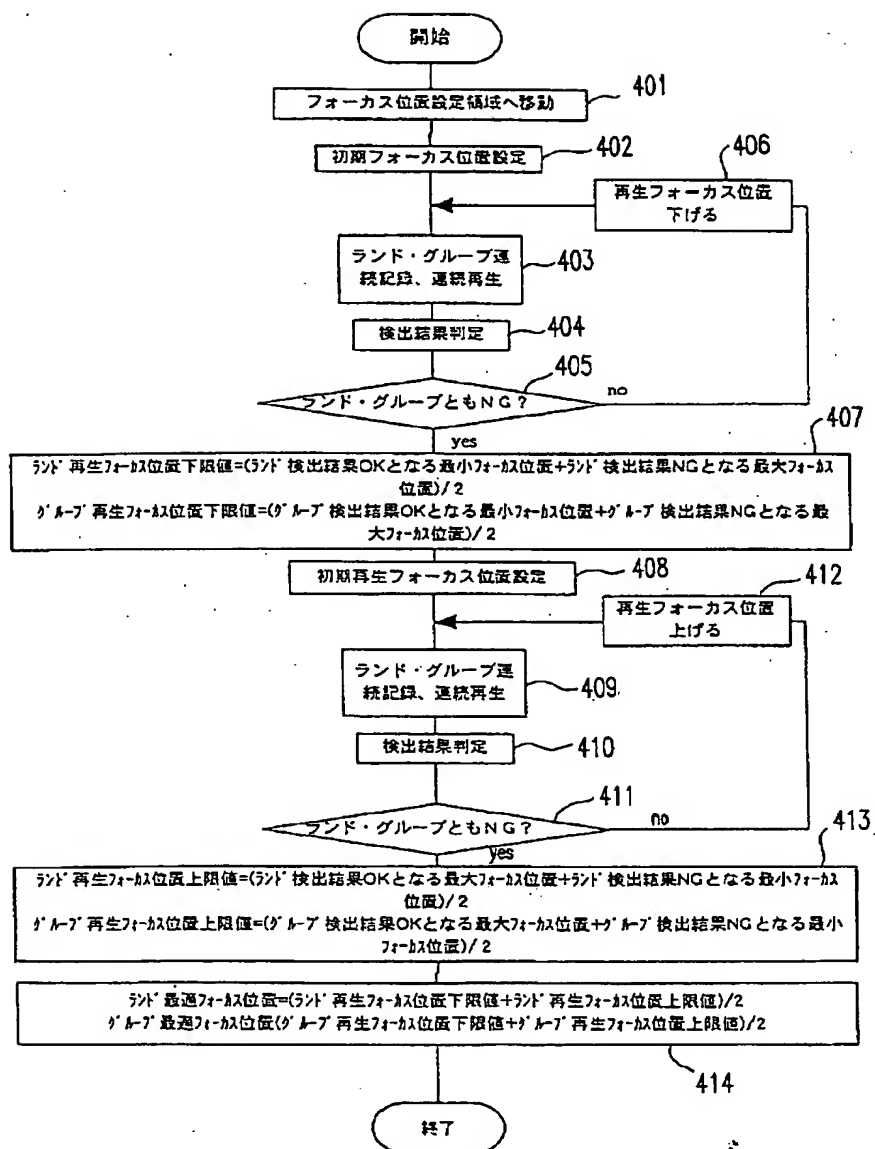 開始
フォーカス位置設定領域へ移動
401
初期フォーカス位置設定
402
406
再生フォーカス位置
下げる
ランド・グループ連
続記録、連続再生
403
検出結果判定
404
405
ランド・グループともNG?
no
yes
407
ランド再生フォーカス位置下限値=(ランド検出結果OKとなる最小フォーカス位置+ランド検出結果NGとなる最大フォーカス
位置)/2
グループ再生フォーカス位置下限値=(グループ検出結果OKとなる最小フォーカス位置+グループ検出結果NGとなる最
大フォーカス位置)/2
初期再生フォーカス位置設定
408
412
再生フォーカス位置
上げる
ランド・グループ連
続記録、連続再生
409
検出結果判定
410
411
ランド・グループともNG?
no
yes
413
ランド再生フォーカス位置上限値=(ランド検出結果OKとなる最大フォーカス位置+ランド検出結果NGとなる最小フォーカス
位置)/2
グループ再生フォーカス位置上限値=(グループ検出結果OKとなる最大フォーカス位置+グループ検出結果NGとなる最小
フォーカス位置)/2
ランド最適フォーカス位置=(ランド再生フォーカス位置下限値+ランド再生フォーカス位置上限値)/2
グループ最適フォーカス位置(グループ再生フォーカス位置下限値+グループ再生フォーカス位置上限値)/2
414
終了